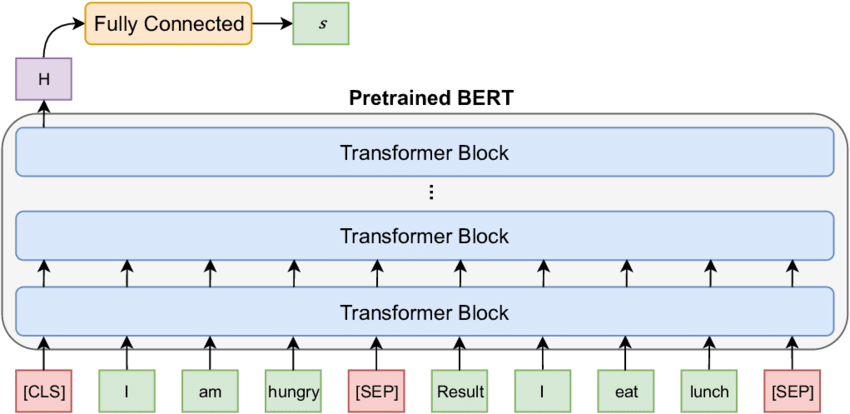 Fully Connected
s
H
Pretrained BERT
Transformer Block
...
Transformer Block
Transformer Block
[CLS] I am hungry [SEP] Result I eat lunch [SEP]